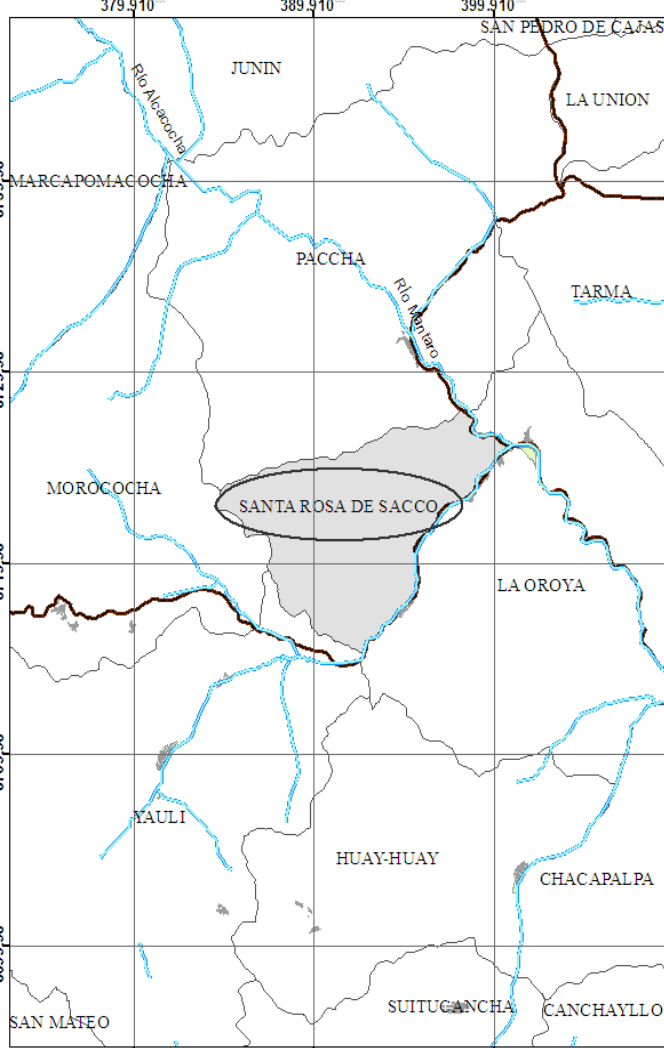 379.910 389.910 399.910
SAN PEDRO DE CAJAS
JUNIN
LA UNION
Río Alcacocha
MARCAPOMACOCHA
PACCHA
TARMA
Río Mantaro
MOROCOCHA
SANTA ROSA DE SACCO
LA OROYA
YAULI
HUAY-HUAY
CHACAPALPA
SUITUCANCHA
CANCHAYLLO
SAN MATEO